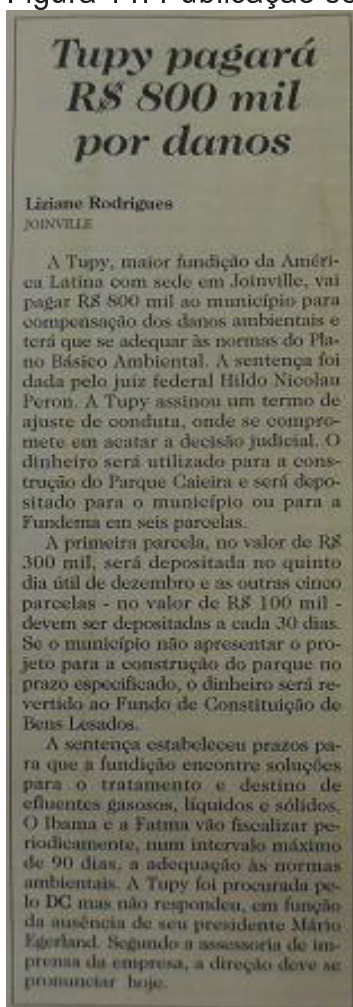 Tupy pagará
R$ 800 mil
por danos
Liziane Rodrigues
JOINVILLE
A Tupy, maior fundição da Améri-
ca Latina com sede em Joinville, vai
pagar R$ 800 mil ao município para
compensação dos danos ambientais e
terá que se adequar às normas do Pla-
no Básico Ambiental. A sentença foi
dada pelo juiz federal Hildo Nicolau
Peron. A Tupy assinou um termo de
ajuste de conduta, onde se compro-
mete em acatar a decisão judicial. O
dinheiro será utilizado para a cons-
trução do Parque Caieira e será depo-
sitado para o município ou para a
Fundema em seis parcelas.
A primeira parcela, no valor de R$
300 mil, será depositada no quinto
dia útil de dezembro e as outras cinco
parcelas - no valor de R$ 100 mil -
devem ser depositadas a cada 30 dias.
Se o município não apresentar o pro-
jeto para a construção do parque no
prazo especificado, o dinheiro será re-
vertido ao Fundo de Constituição de
Bens Lesados.
A sentença estabeleceu prazos pa-
ra que a fundição encontre soluções
para o tratamento e destino de
efluentes gasosos, líquidos e sólidos.
O Ibama e a Fatma vão fiscalizar pe-
riodicamente, num intervalo máximo
de 90 dias, a adequação às normas
ambientais. A Tupy foi procurada pe-
lo DC mas não respondeu, em função
da ausência de seu presidente Mário
Egerland. Segundo a assessoria de im-
prensa da empresa, a direção deve se
pronunciar hoje.